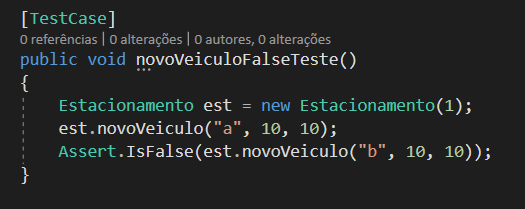 [TestCase]
0 referências | 0 alterações | 0 autores, 0 alterações
public void novoVeiculoFalseTeste()
{
Estacionamento est = new Estacionamento(1);
est.novoVeiculo("a", 10, 10);
Assert.IsFalse(est.novoVeiculo("b", 10, 10));
}